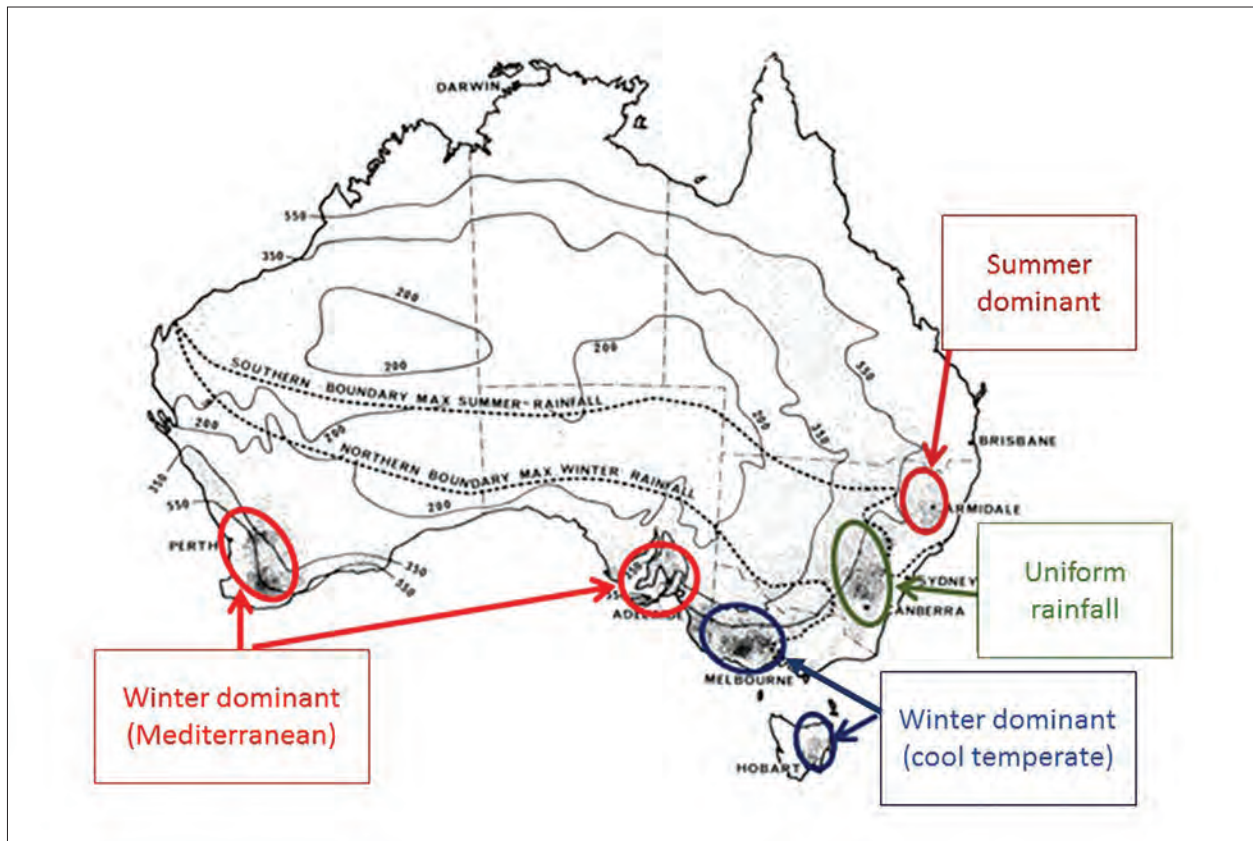 DARWIN
550
350
Summer
dominant
200
200
200
550
SOUTHERN BOUNDARY MAX SUMMER-RAINFALL
200
350
BRISBANE
200
200
NORTHERN BOUNDARY MAX WINTER RAINFALL
350
200
ARMIDALE
550
PERTH
350
550
350
SYDNEY
Uniform
rainfall
CANBERRA
ADELAIDE
MELBOURNE
Winter dominant
(Mediterranean)
Winter dominant
(cool temperate)
HOBART